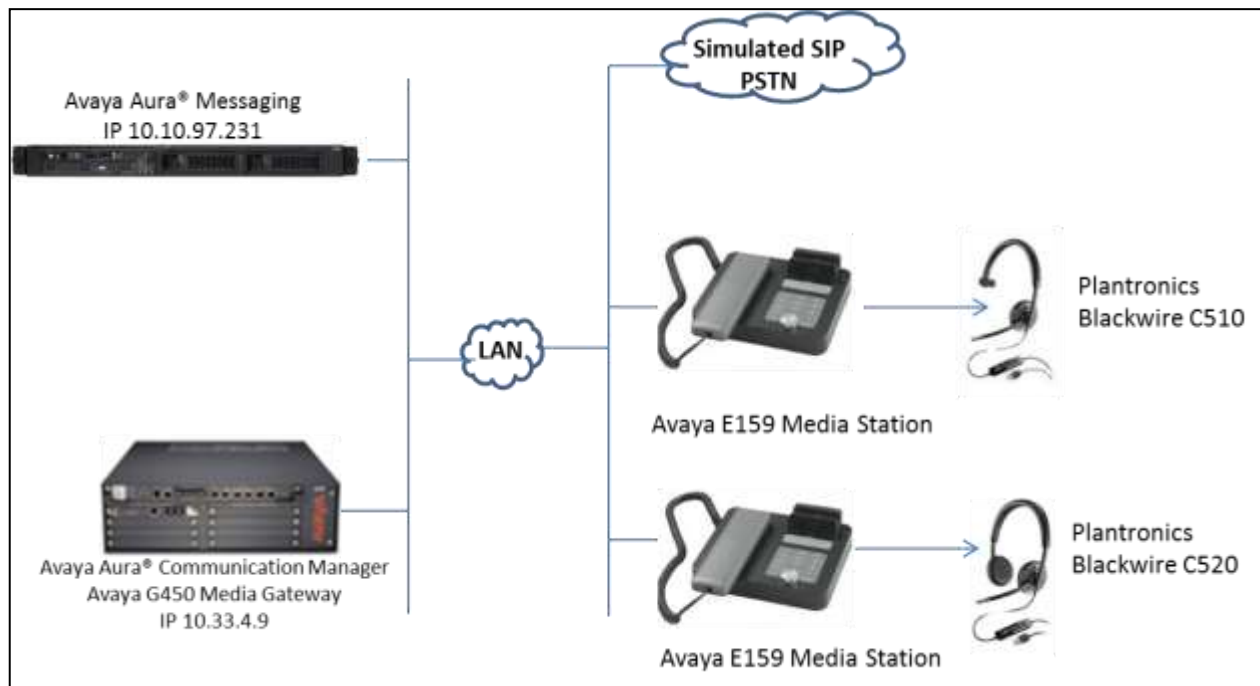 Simulated SIP
PSTN
Avaya Aura® Messaging
IP 10.10.97.231
LAN
Plantronics
Blackwire C510
Avaya E159 Media Station
Avaya Aura® Communication Manager
Avaya G450 Media Gateway
IP 10.33.4.9
Plantronics
Blackwire C520
Avaya E159 Media Station